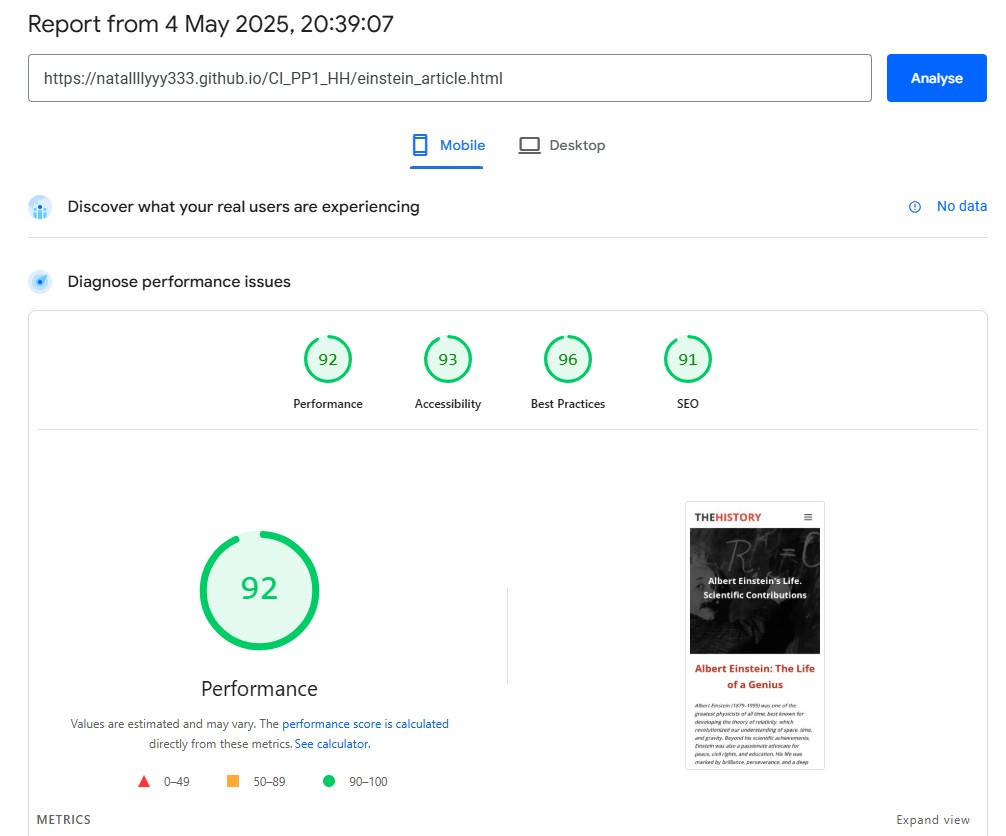 Report from 4 May 2025, 20:39:07
https://natallllyyy333.github.io/CI_PP1_HH/einstein_article.html
Analyse
Mobile
Desktop
Discover what your real users are experiencing
No data
Diagnose performance issues
92
93
96
91
Performance
Accessibility
Best Practices
SEO
92
Performance
Values are estimated and may vary. The performance score is calculated
directly from these metrics. See calculator.
0–49
50–89
90–100
THEHISTORY
R = C
Albert Einstein's Life.
Scientific Contributions
Albert Einstein: The Life
of a Genius
Albert Einstein (1879–1955) was one of the
greatest physicists of all time, best known for
developing the theory of relativity, which
revolutionized our understanding of space, time,
and gravity. Beyond his scientific achievements,
Einstein was also a passionate advocate for
peace, civil rights, and education. His life was
marked by brilliance, perseverance, and a deep
METRICS
Expand view